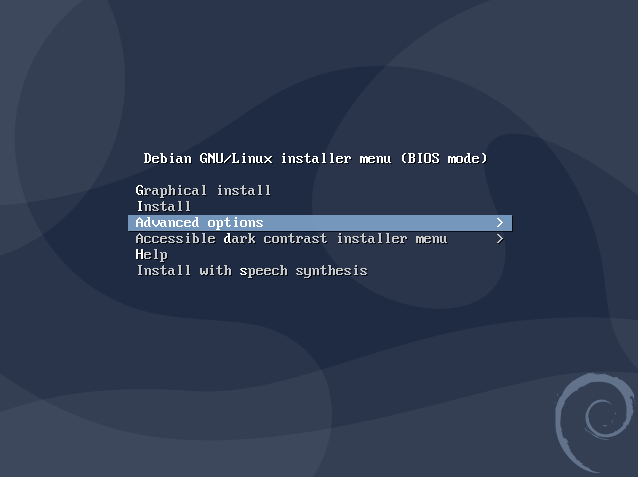 Debian GNU/Linux installer menu (BIOS mode)
Graphical install
Install
Advanced options >
Accessible dark contrast installer menu >
Help
Install with speech synthesis